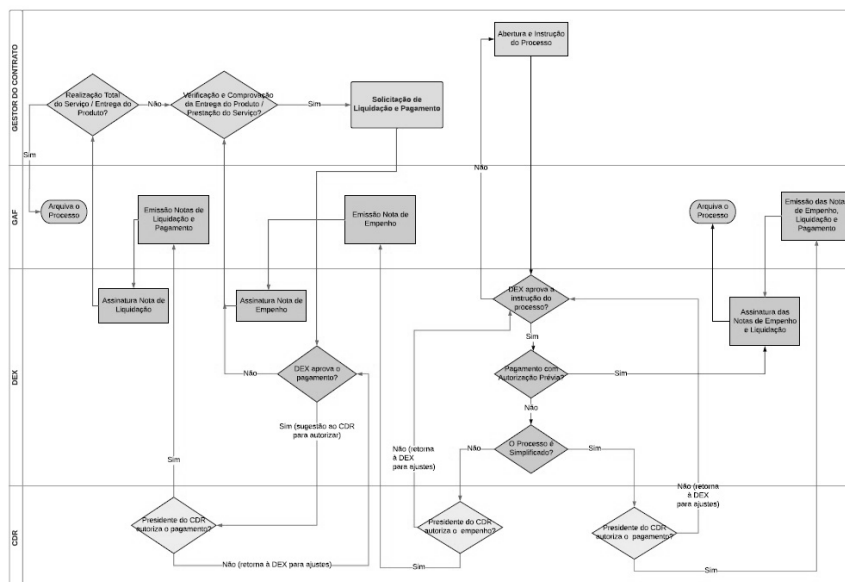 GESTOR DO CONTRATO
Abertura e Instrução
do Processo
Realização Total
do Serviço / Entrega do
Produto?
Não
Verificação e Comprovação
da Entrega do Produto /
Prestação do Serviço?
Sim
Solicitação de
Liquidação e Pagamento
Sim
Não
GAF
Arquiva o
Processo
Emissão Notas de
Liquidação e
Pagamento
Emissão Nota de
Empenho
Arquiva o
Processo
Emissão das Notas
de Empenho,
Liquidação e
Pagamento
DEX
Assinatura Nota de
Liquidação
Assinatura Nota de
Empenho
DEX aprova a
instrução do
processo?
Assinatura das
Notas de Empenho
e Liquidação
Sim
DEX aprova o
pagamento?
Não
Pagamento com
Autorização Prévia?
Sim
Não
Sim (sugestão ao CDR
para autorizar)
Não (retorna
à DEX
para ajustes)
O Processo é
Simplificado?
Não
Sim
Sim
Não (retorna
à DEX
para ajustes)
CDR
Presidente do CDR
autoriza o pagamento?
Presidente do CDR
autoriza o empenho?
Presidente do CDR
autoriza o pagamento?
Não (retorna à DEX para ajustes)
Sim
Sim